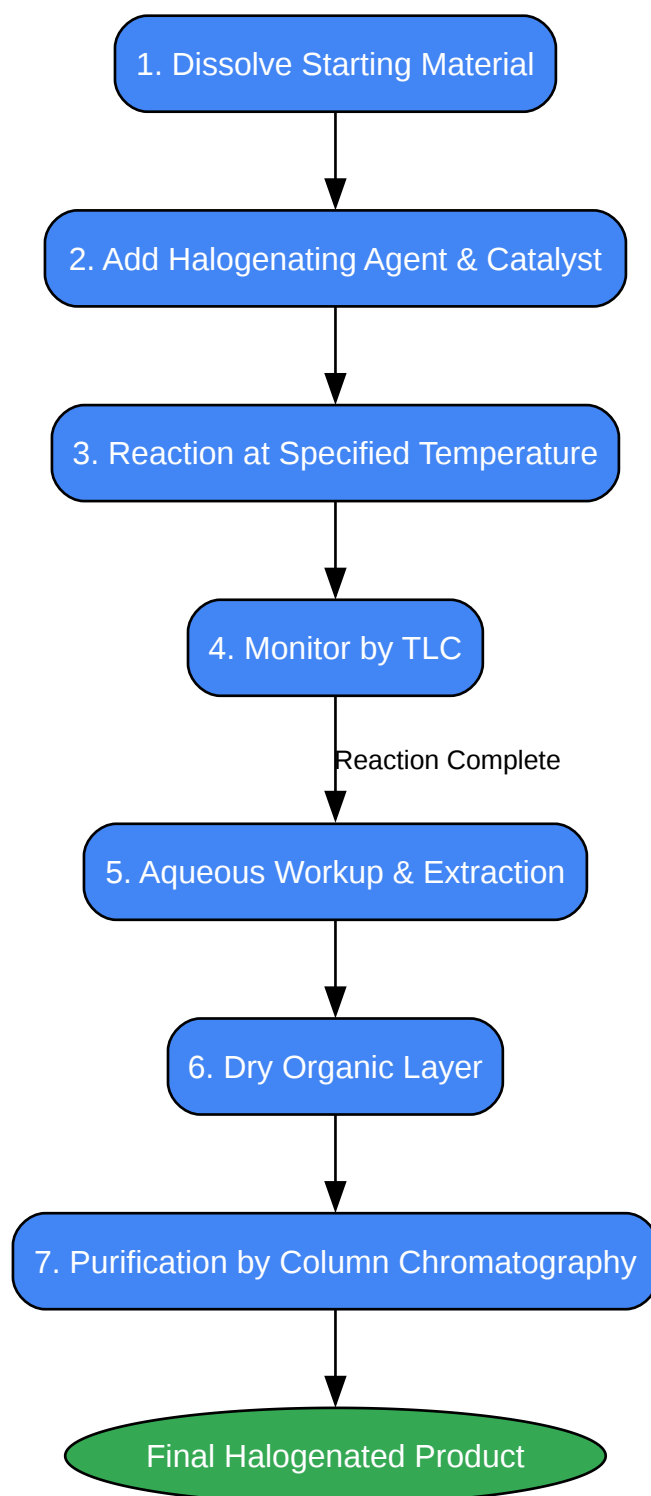 1. Dissolve Starting Material
2. Add Halogenating Agent & Catalyst
3. Reaction at Specified Temperature
4. Monitor by TLC
Reaction Complete
5. Aqueous Workup & Extraction
6. Dry Organic Layer
7. Purification by Column Chromatography
Final Halogenated Product